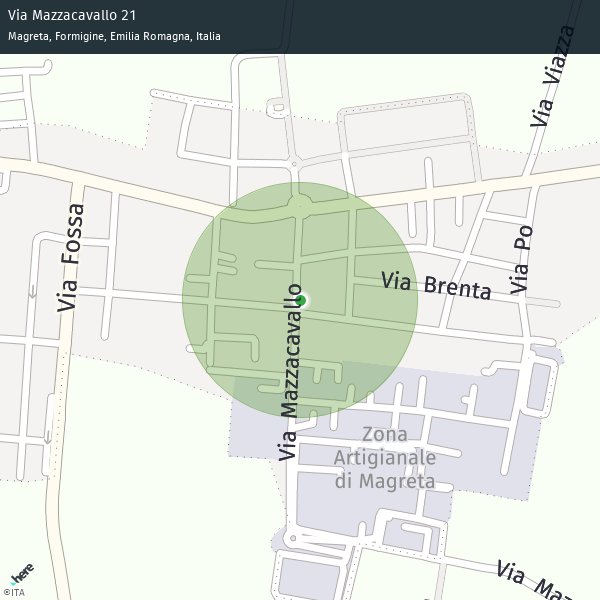 Via Mazzacavallo 21
Magreta, Formigine, Emilia Romagna, Italia
Via Viazza
Via Fossa
Via Po
Via Brenta
Via Mazzacavallo
Zona
Artigianale
di Magreta
Via Maz
here
©ITA